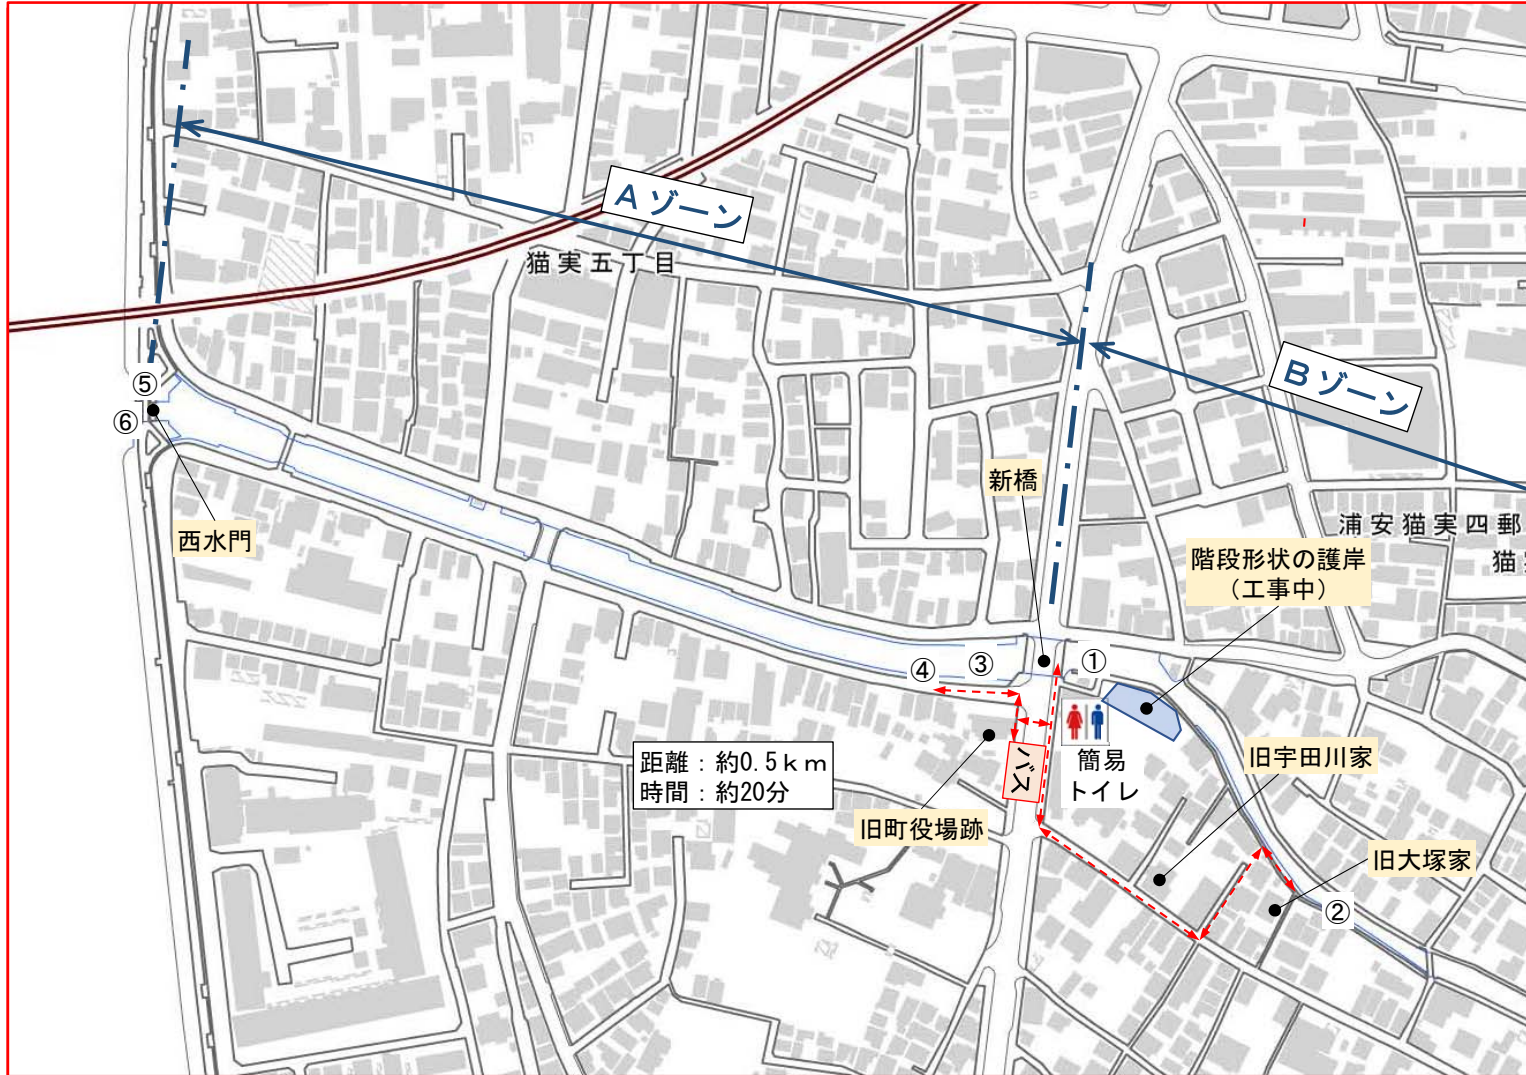 Aゾーン
猫実五丁目
Bゾーン
⑤
⑥
新橋
浦安猫実四郵
猫実
西水門
階段形状の護岸
（工事中）
④
③
①
バス
簡易
トイレ
距離：約0.5ｋｍ
時間：約20分
旧宇田川家
旧町役場跡
旧大塚家
②